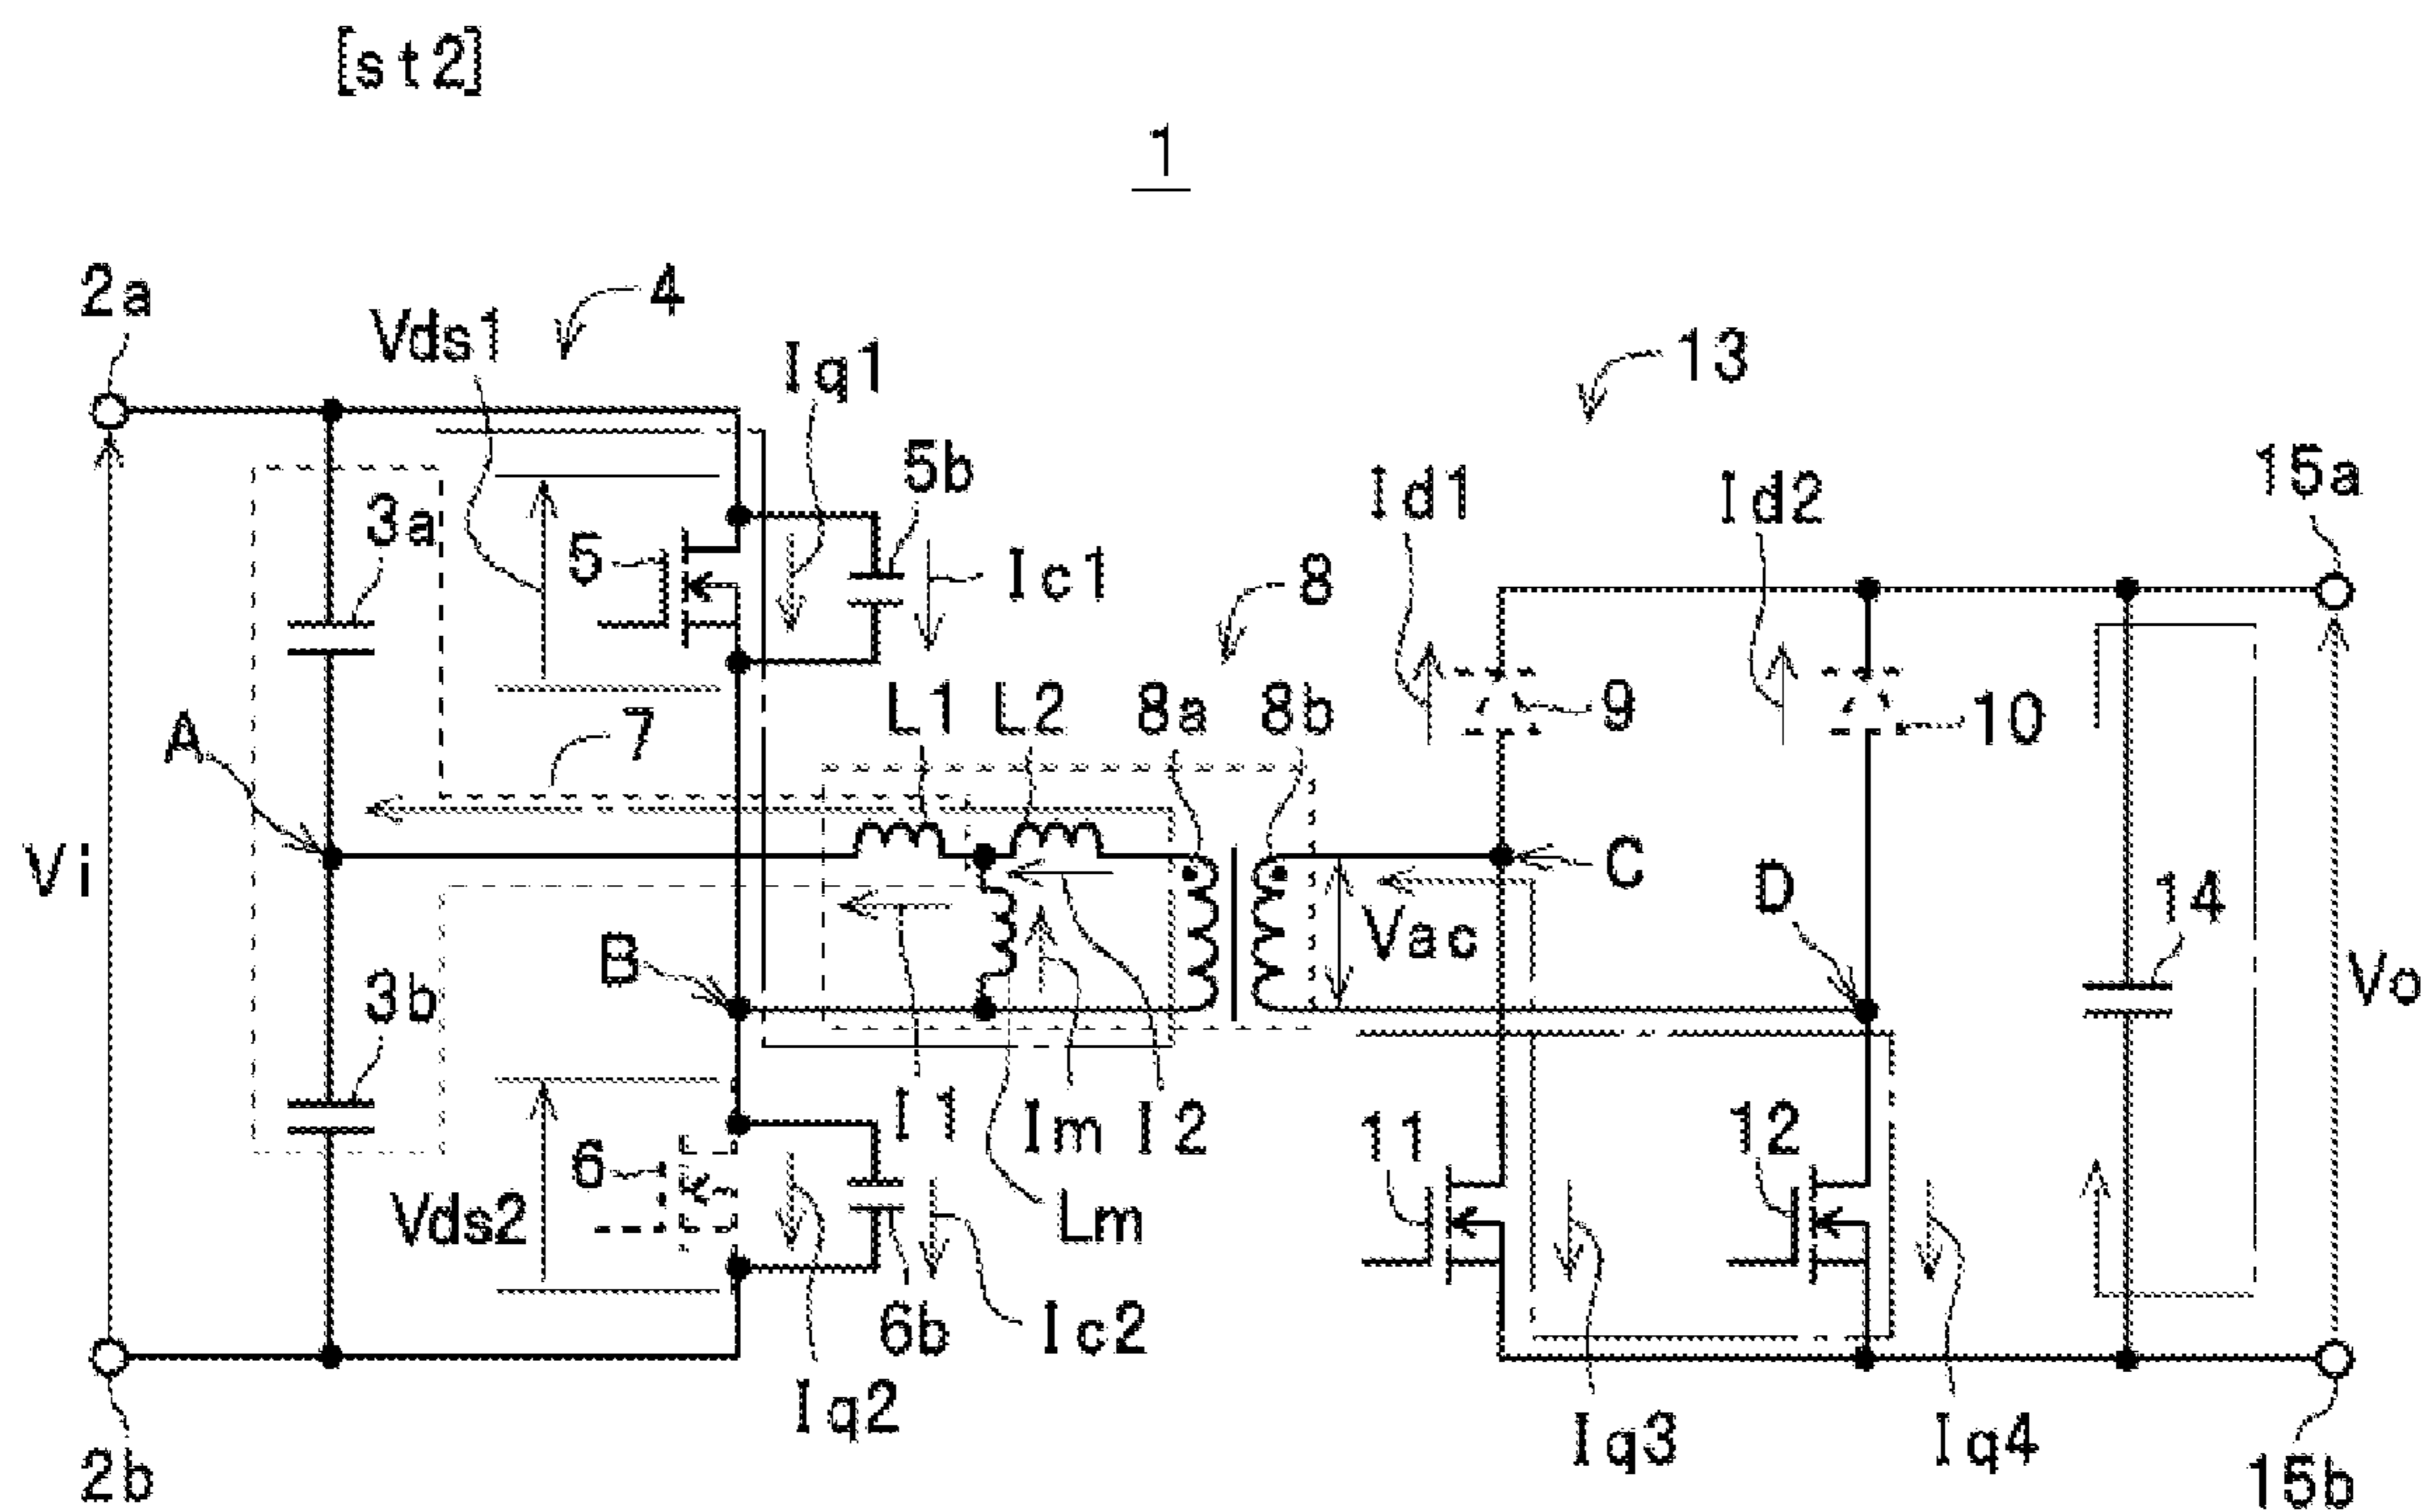 [st2]
1
2a
Vds1
4
Iq1
13
5b
Id1
Id2
15a
3a
5
Ic1
8
L1
L2
8a
8b
9
10
7
A
Vi
C
14
B
Vac
D
Vo
3b
I1
Im
I2
11
12
6
Vds2
Lm
6b
Ic2
Iq2
Iq3
Iq4
2b
15b